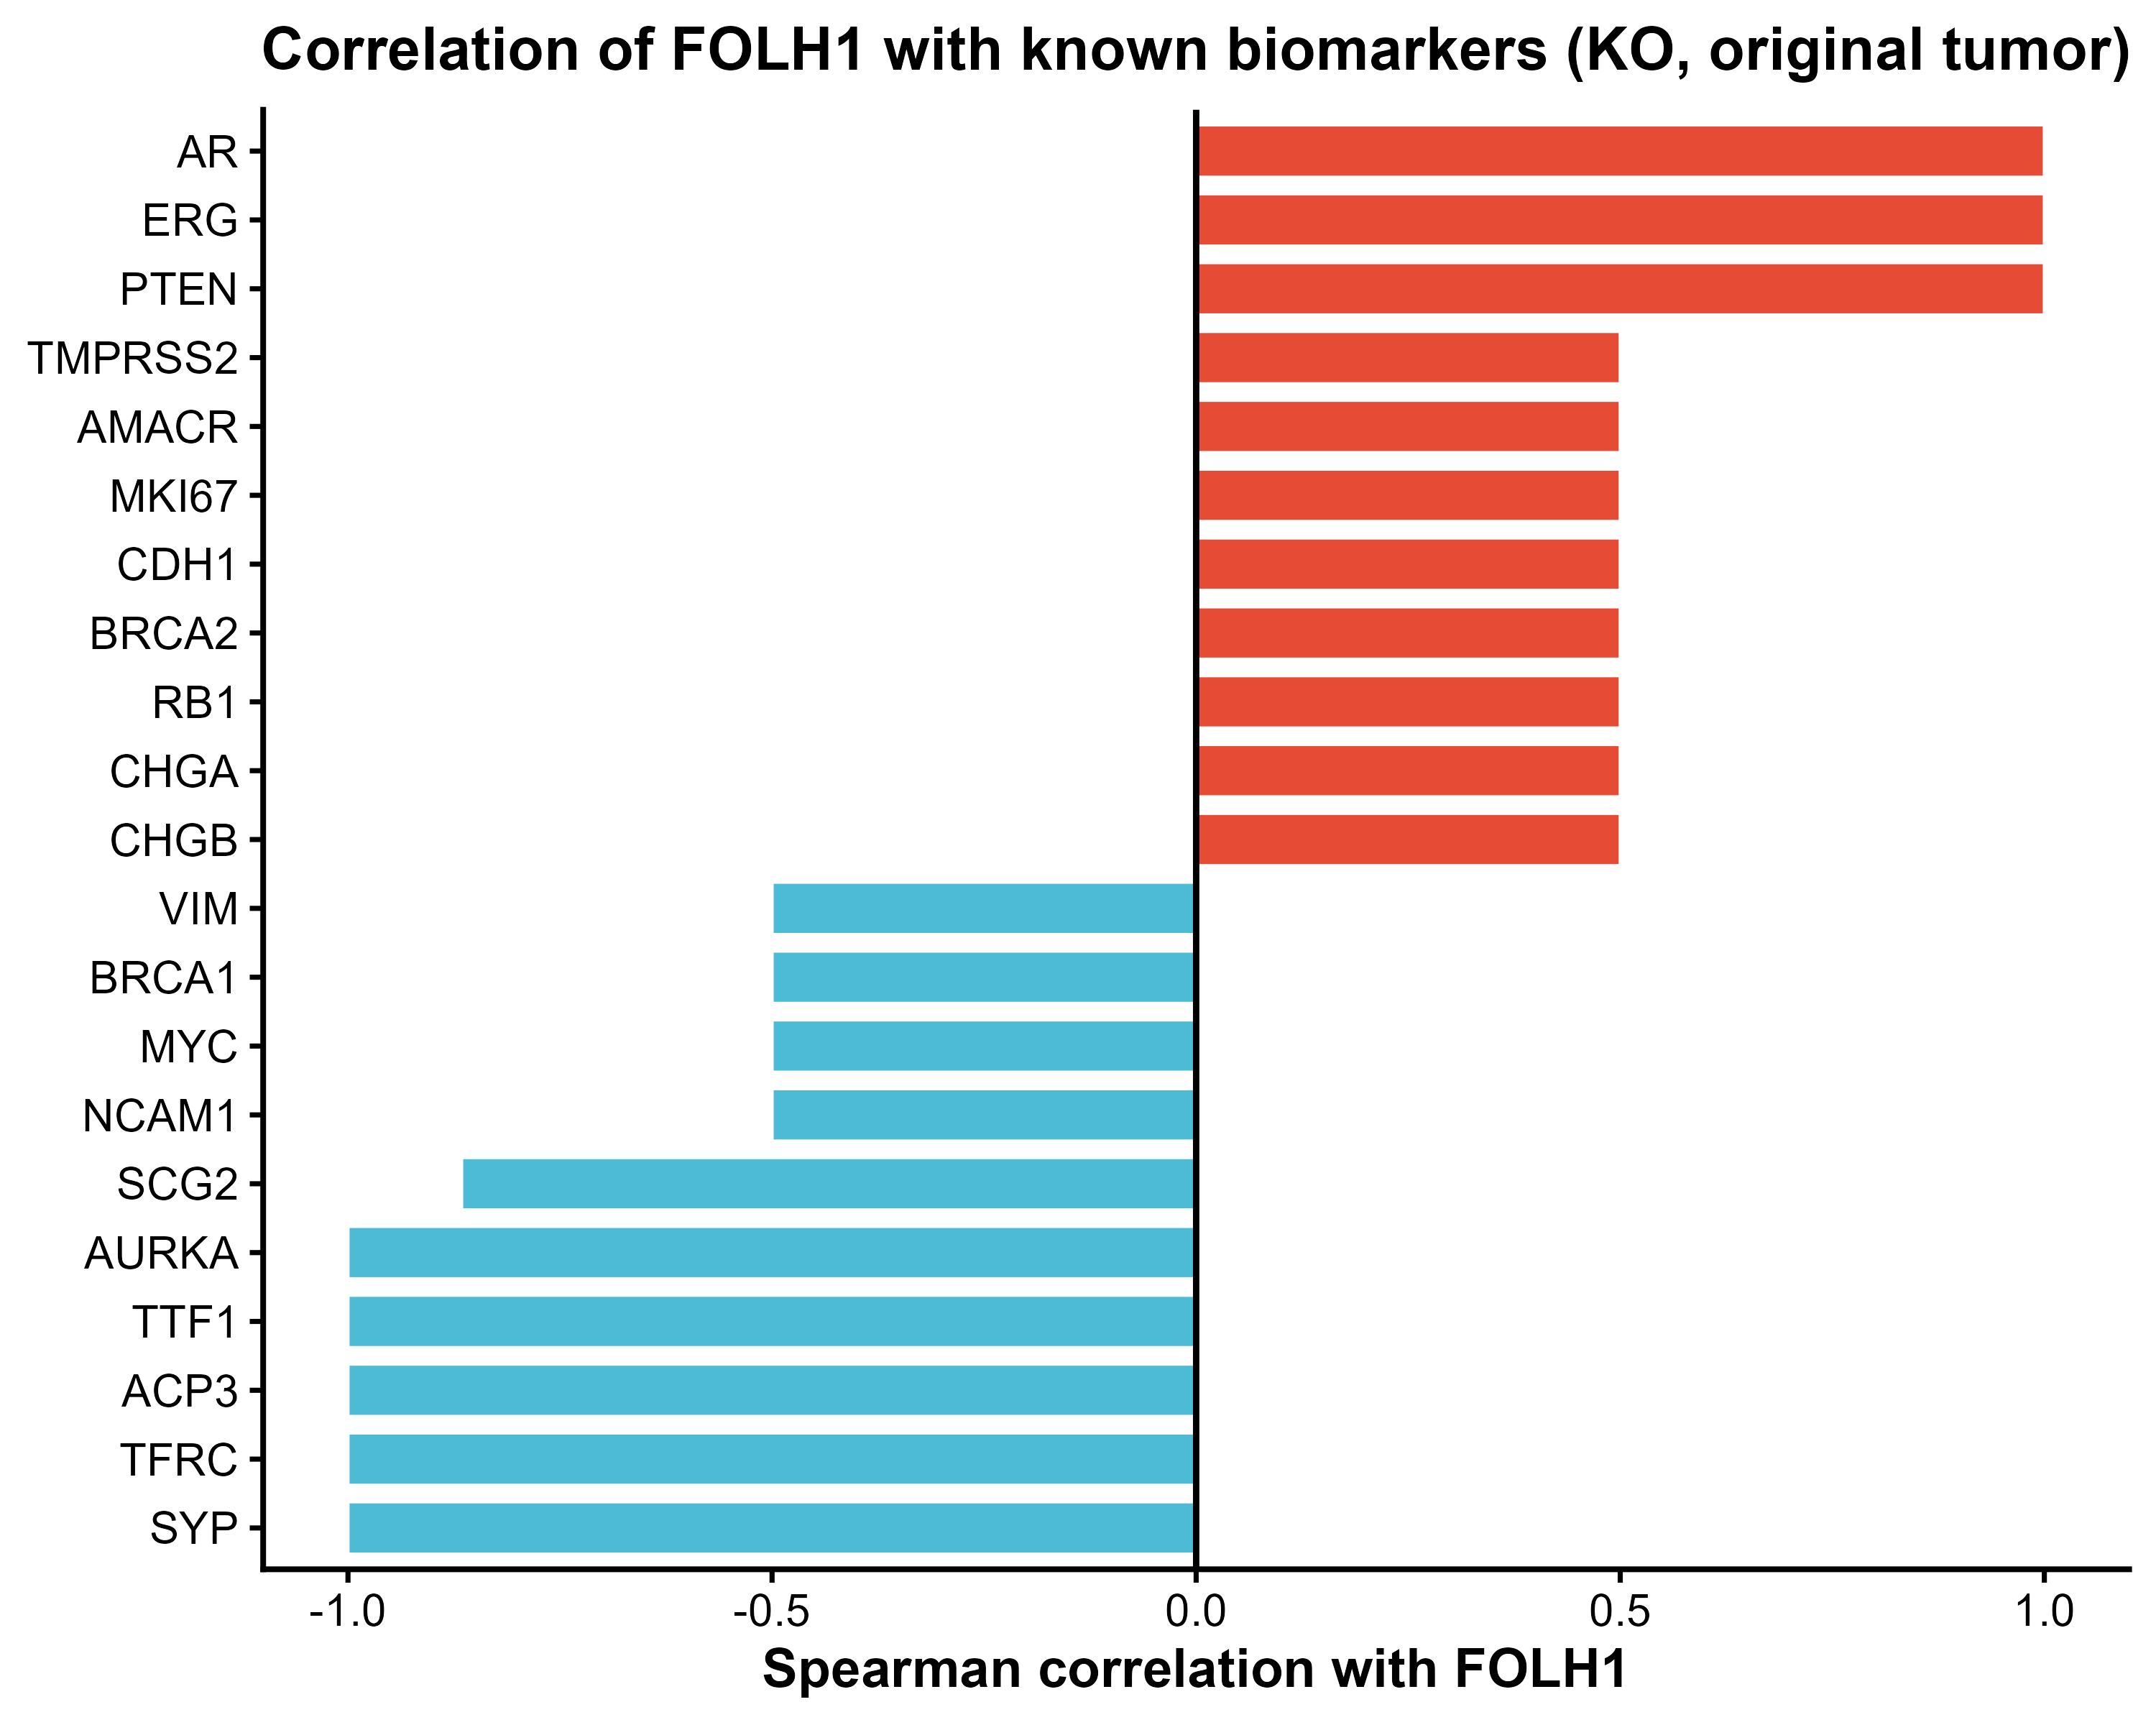 Correlation of FOLH1 with known biomarkers (KO, original tumor)
AR
ERG
PTEN
TMPRSS2
AMACR
MKI67
CDH1
BRCA2
RB1
CHGA
CHGB
VIM
BRCA1
MYC
NCAM1
SCG2
AURKA
TTF1
ACP3
TFRC
SYP
-1.0 -0.5 0.0 0.5 1.0
Spearman correlation with FOLH1